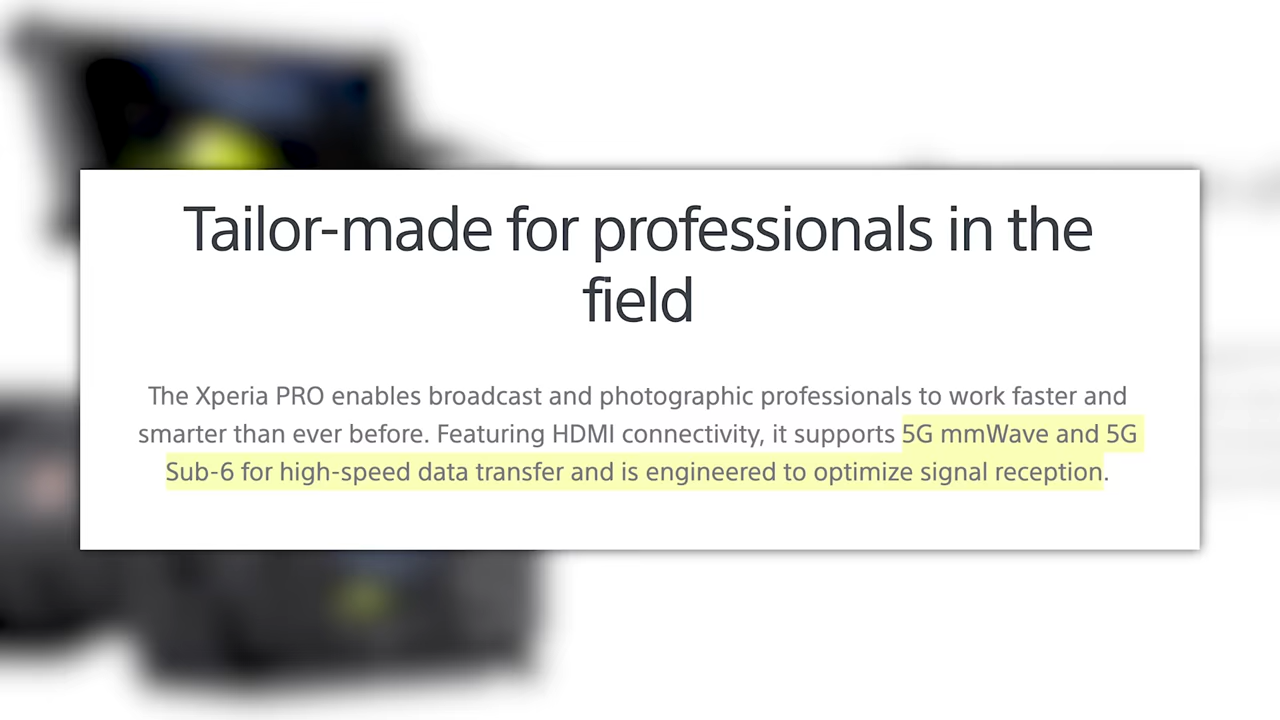 Tailor-made for professionals in the
field
The Xperia PRO enables broadcast and photographic professionals to work faster and
smarter than ever before. Featuring HDMI connectivity, it supports 5G mmWave and 5G
Sub-6 for high-speed data transfer and is engineered to optimize signal reception.